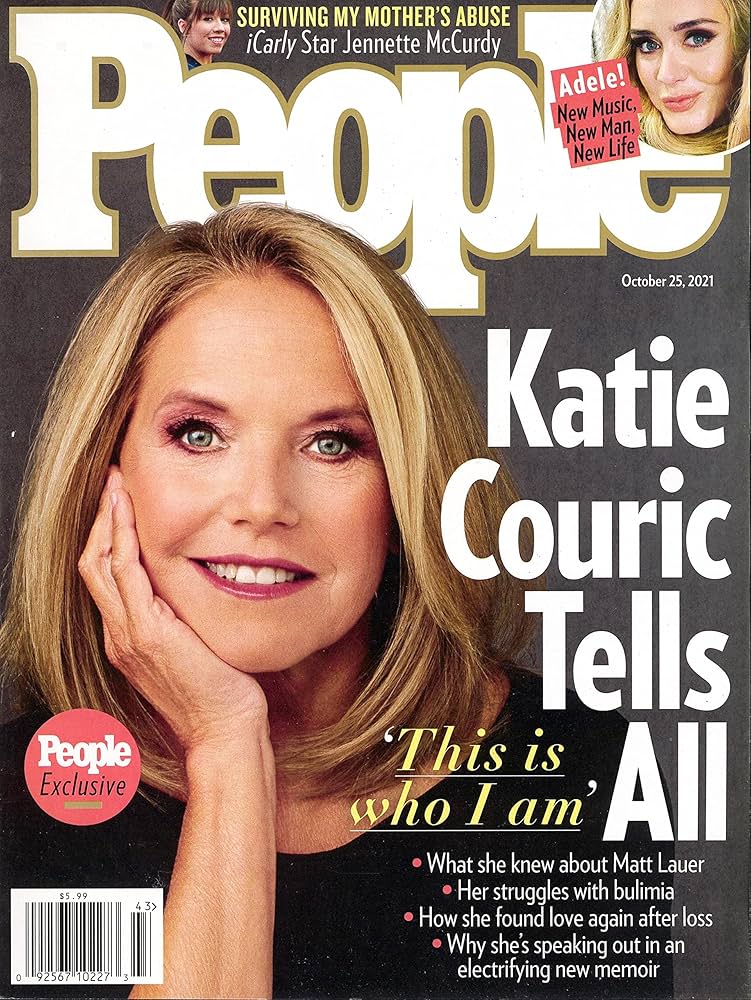 SURVIVING MY MOTHER'S ABUSE
iCarly Star Jennette McCurdy
People
Adele!
New Music,
New Man,
New Life
October 25, 2021
Katie
Couric
Tells
All
'This is
who I am'
People
Exclusive
• What she knew about Matt Lauer
• Her struggles with bulimia
• How she found love again after loss
• Why she's speaking out in an
electrifying new memoir
$5.99
43>
0 92567 10227 3